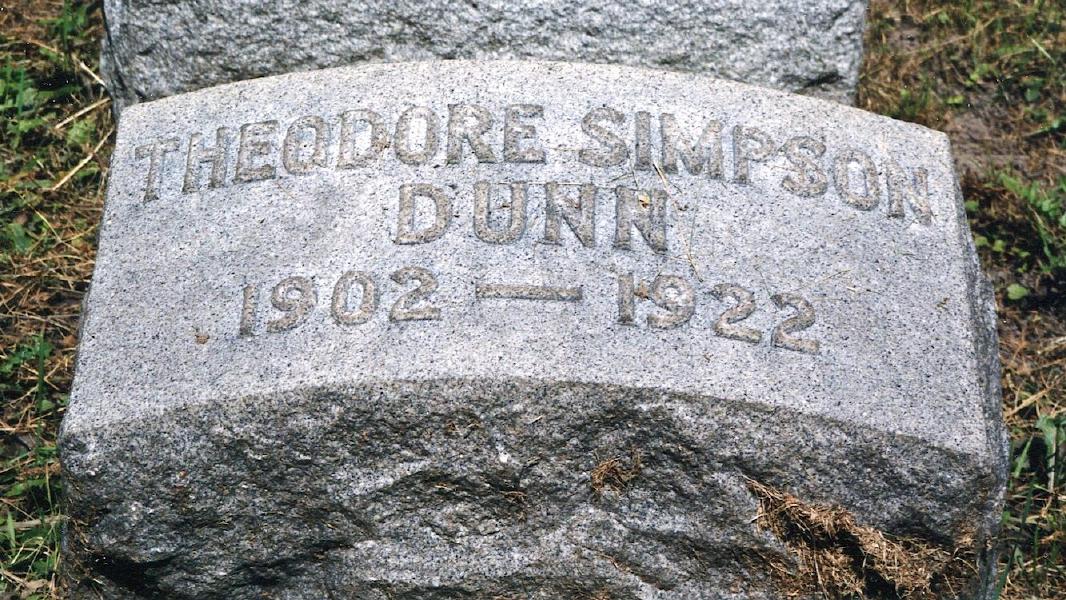 THEODORE SIMPSON
DUNN
1902 — 1922